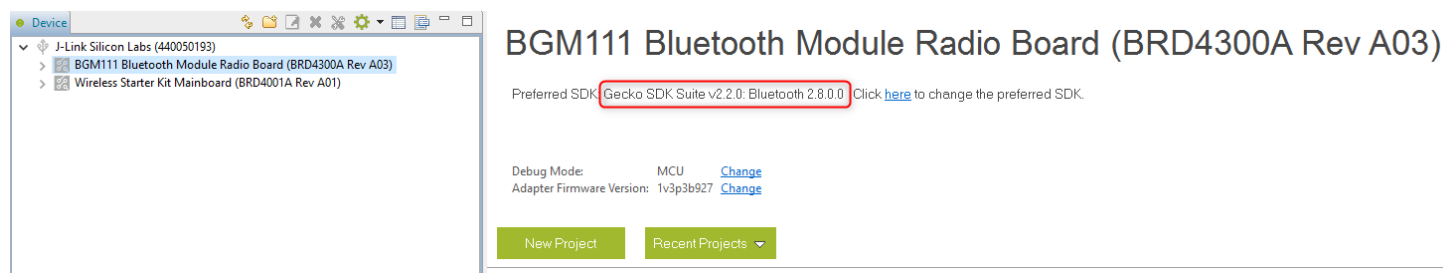 Device
J-Link Silicon Labs (440050193)
BGM111 Bluetooth Module Radio Board (BRD4300A Rev A03)
Wireless Starter Kit Mainboard (BRD4001A Rev A01)
BGM111 Bluetooth Module Radio Board (BRD4300A Rev A03)
Preferred SDK: Gecko SDK Suite v2.2.0: Bluetooth 2.8.0.0 Click here to change the preferred SDK.
Debug Mode: MCU Change
Adapter Firmware Version: 1v3p3b927 Change
New Project Recent Projects